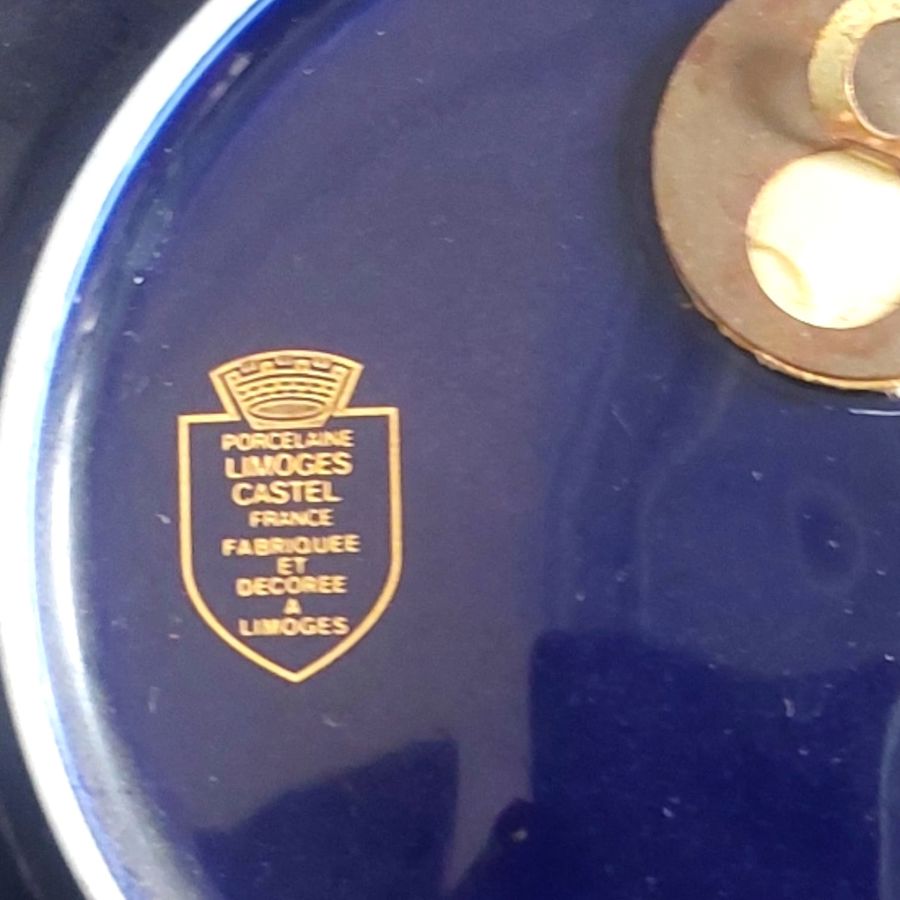 PORCELAINE
LIMOGES
CASTEL
FRANCE
FABRIQUEE
ET
DECOREE
A
LIMOGES